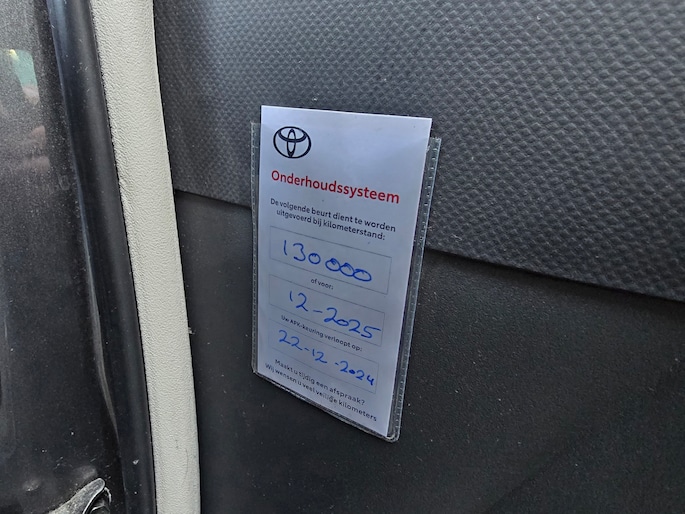 Onderhoudssysteem
De volgende beurt dient te worden
uitgevoerd bij kilometerstand:
130000
of voor:
12-2025
Uw APK-keuring verloopt op:
22-12-2024
Maakt u tijdig een afspraak?
Wij wensen u veel veilige kilometers